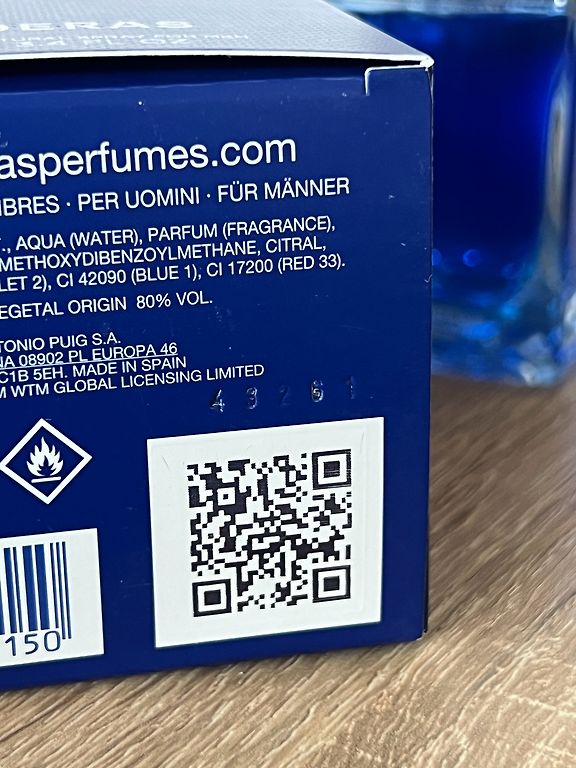 DERAS
asperfumes.com
IBRES · PER UOMINI · FÜR MÄNNER
., AQUA (WATER), PARFUM (FRAGRANCE),
METHOXYDIBENZOYLMETHANE, CITRAL,
LET 2), CI 42090 (BLUE 1), CI 17200 (RED 33).
EGETAL ORIGIN 80% VOL.
TONIO PUIG S.A.
NA 08902 PL EUROPA 46
C1B 5EH. MADE IN SPAIN
M WTM GLOBAL LICENSING LIMITED
150